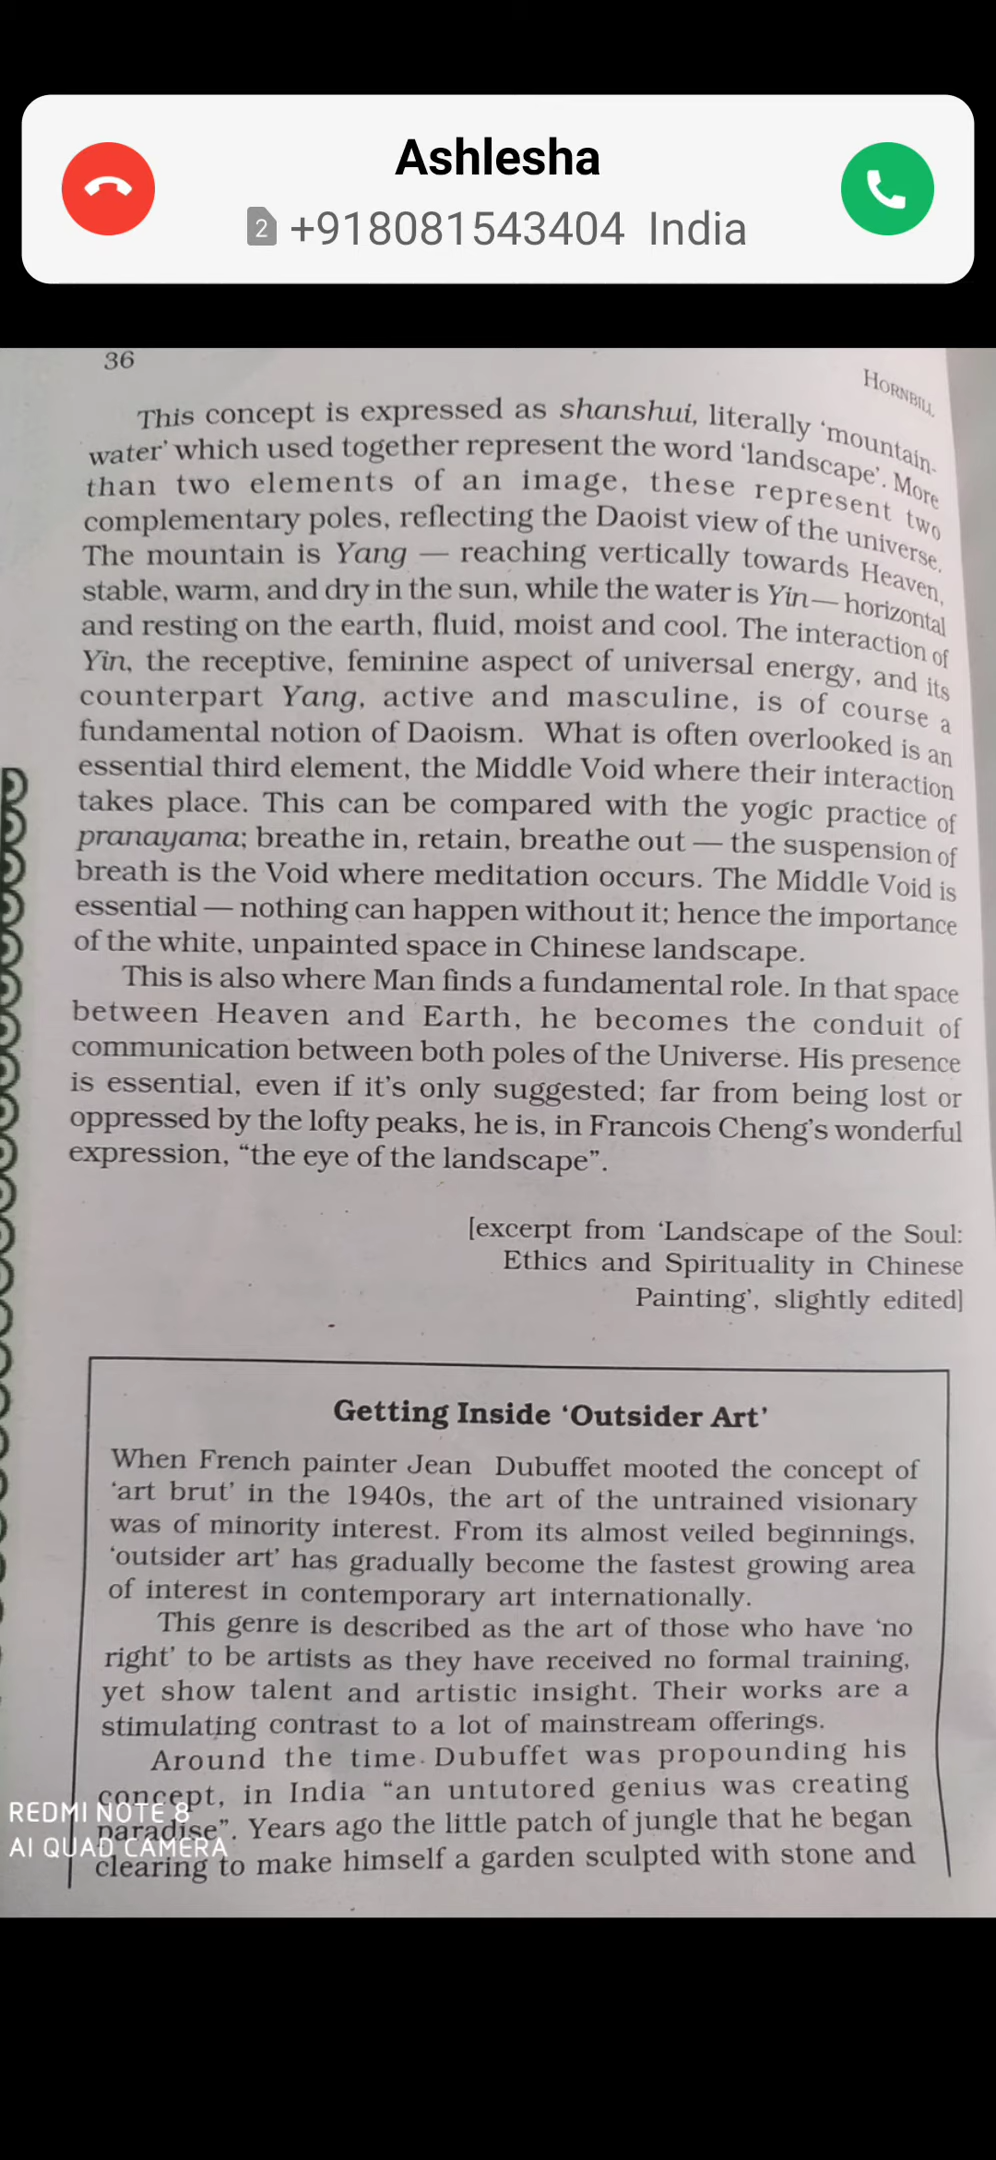 Ashlesha
2 +918081543404 India
36
HORNBILL
This concept is expressed as shanshui, literally ‘mountain-
water’ which used together represent the word ‘landscape’. More
than two elements of an image, these represent two
complementary poles, reflecting the Daoist view of the universe.
The mountain is Yang — reaching vertically towards Heaven,
stable, warm, and dry in the sun, while the water is Yin— horizontal
and resting on the earth, fluid, moist and cool. The interaction of
Yin, the receptive, feminine aspect of universal energy, and its
counterpart Yang, active and masculine, is of course a
fundamental notion of Daoism. What is often overlooked is an
essential third element, the Middle Void where their interaction
takes place. This can be compared with the yogic practice of
pranayama; breathe in, retain, breathe out — the suspension of
breath is the Void where meditation occurs. The Middle Void is
essential — nothing can happen without it; hence the importance
of the white, unpainted space in Chinese landscape.
This is also where Man finds a fundamental role. In that space
between Heaven and Earth, he becomes the conduit of
communication between both poles of the Universe. His presence
is essential, even if it’s only suggested; far from being lost or
oppressed by the lofty peaks, he is, in Francois Cheng’s wonderful
expression, “the eye of the landscape”.
[excerpt from ‘Landscape of the Soul:
Ethics and Spirituality in Chinese
Painting’, slightly edited]
Getting Inside ‘Outsider Art’
When French painter Jean Dubuffet mooted the concept of
‘art brut’ in the 1940s, the art of the untrained visionary
was of minority interest. From its almost veiled beginnings,
‘outsider art’ has gradually become the fastest growing area
of interest in contemporary art internationally.
This genre is described as the art of those who have ‘no
right’ to be artists as they have received no formal training,
yet show talent and artistic insight. Their works are a
stimulating contrast to a lot of mainstream offerings.
Around the time Dubuffet was propounding his
concept, in India “an untutored genius was creating
paradise”. Years ago the little patch of jungle that he began
clearing to make himself a garden sculpted with stone and
REDMI NOTE 8
AI QUAD CAMERA